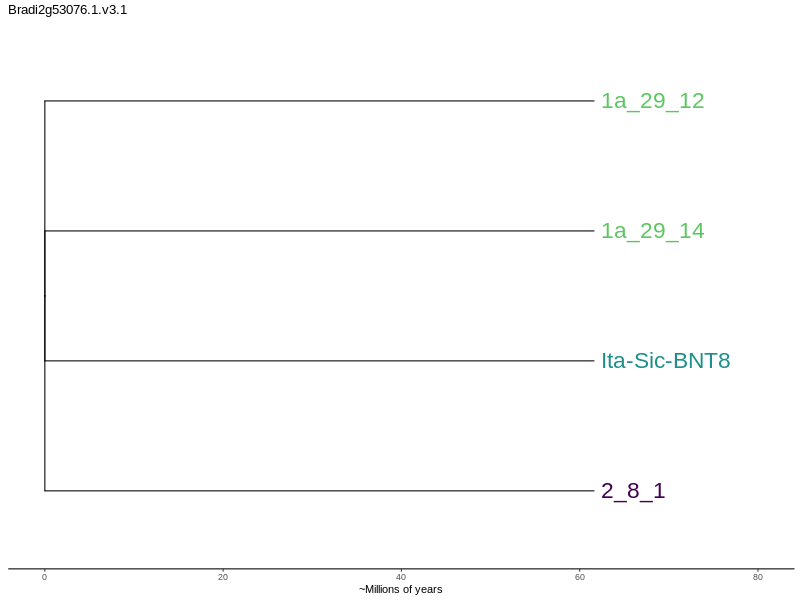 Bradi2g53076.1.v3.1
1a_29_12
1a_29_14
Ita-Sic-BNT8
2_8_1
0 20 40 60 80
~Millions of years